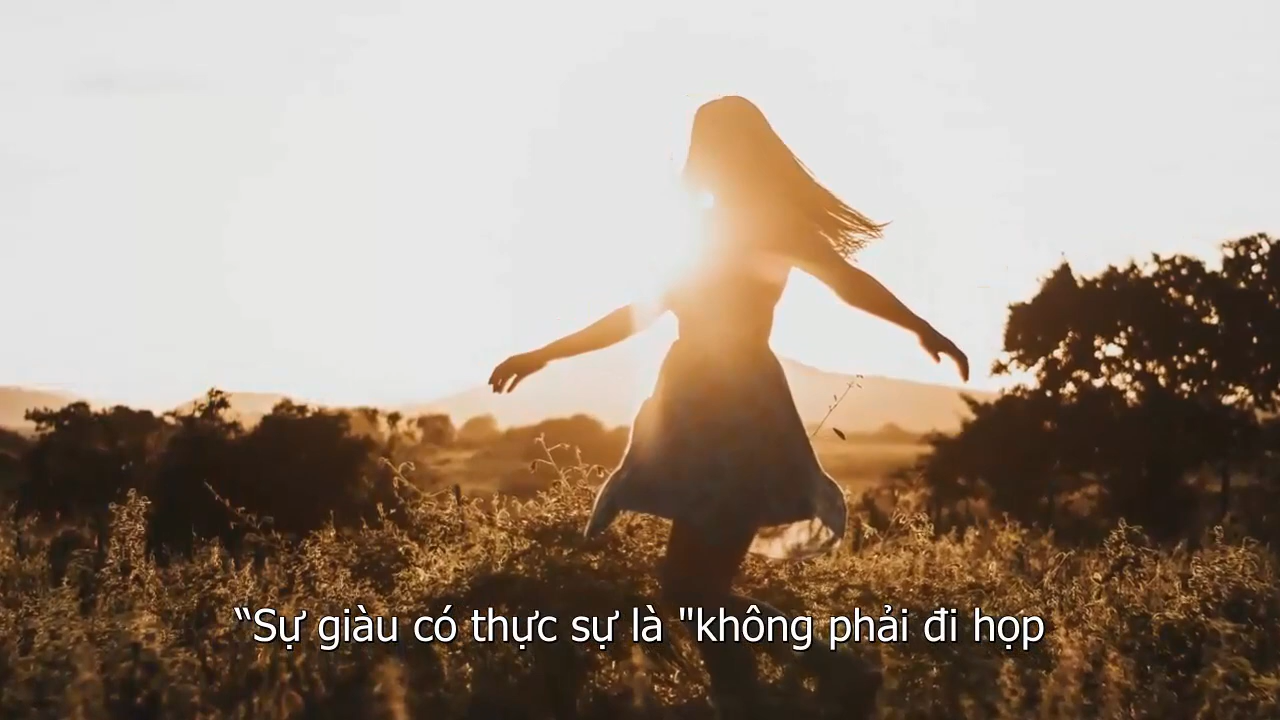 “Sự giàu có thực sự là "không phải đi họp